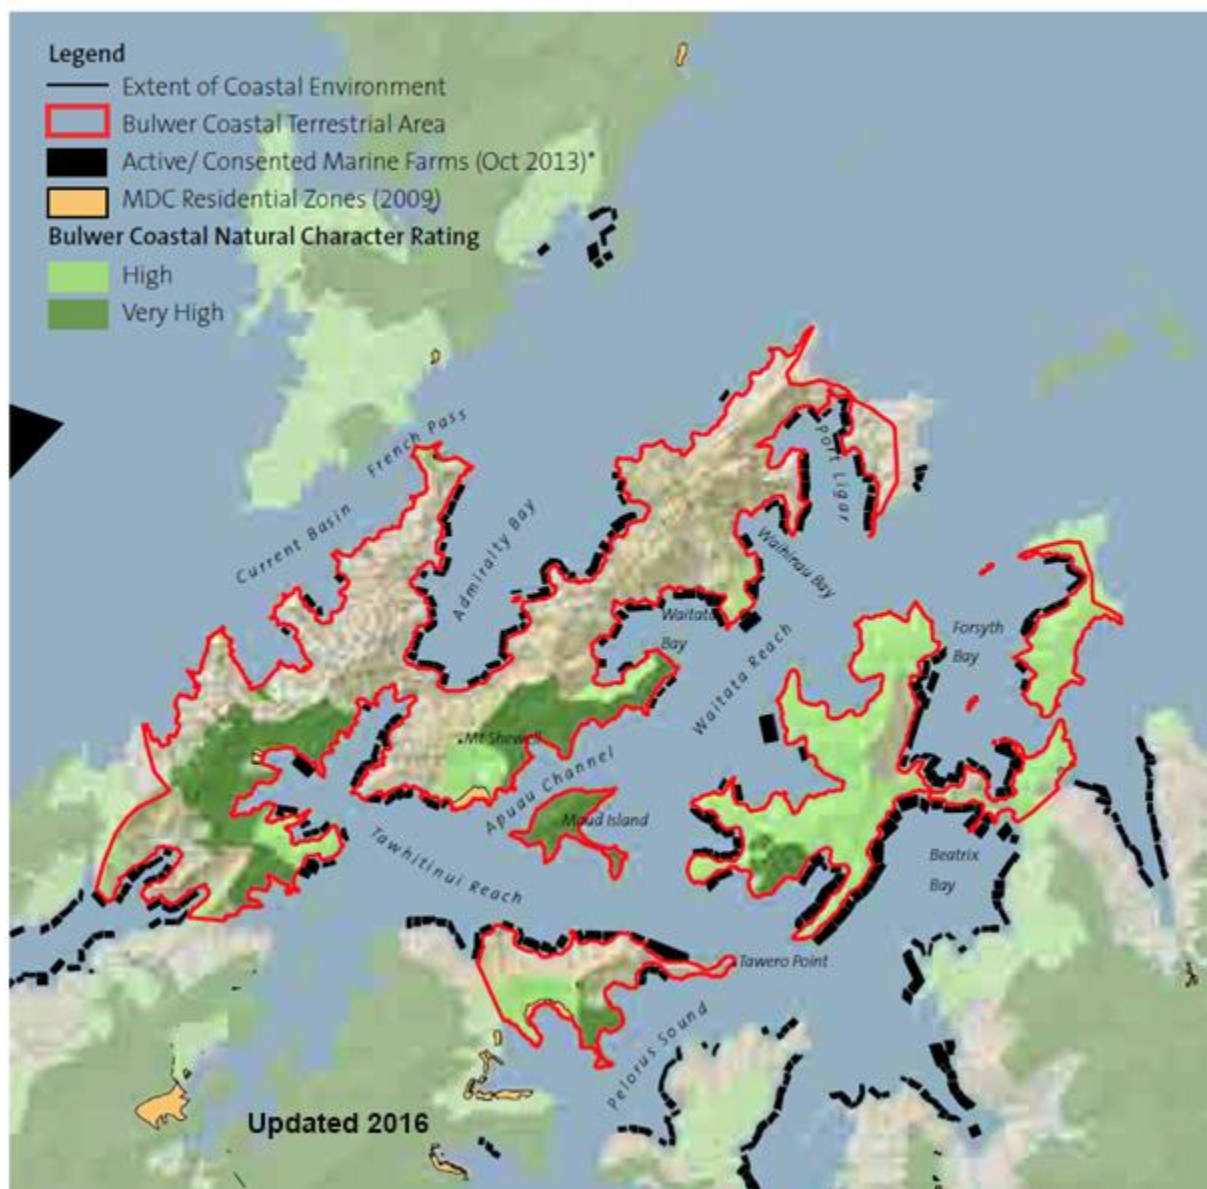 Legend
Extent of Coastal Environment
Bulwer Coastal Terrestrial Area
Active/ Consented Marine Farms (Oct 2013)*
MDC Residential Zones (2009)
Bulwer Coastal Natural Character Rating
High
Very High
French Pass
Current Basin
Admiralty Bay
Port Ligar
Waihinau Bay
Waitata
Bay
Forsyth
Bay
Waitata Reach
Mt Shewell
Apuau Channel
Maud Island
Tawhitinui Reach
Beatrix
Bay
Tawero Point
Pelorus Sound
Updated 2016